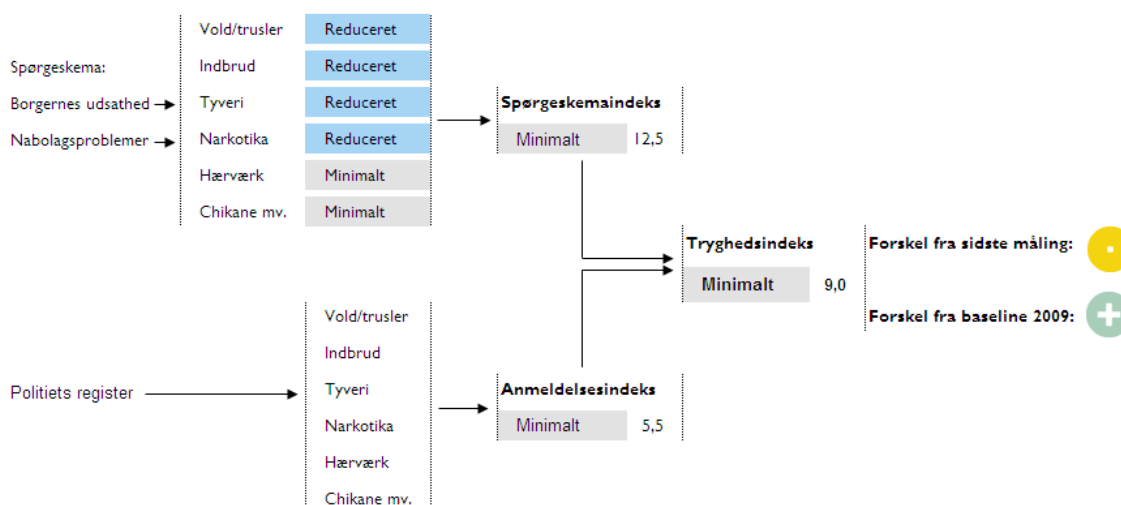 Spørgeskema:
Borgernes udsathed
Nabolagsproblemer
Vold/trusler Reduceret
Indbrud Reduceret
Tyveri Reduceret
Narkotika Reduceret
Hærværk Minimalt
Chikane mv. Minimalt
Spørgeskemaindeks
Minimalt 12,5
Tryghedsindeks
Minimalt 9,0
Forskel fra sidste måling:
Forskel fra baseline 2009:
Politiets register
Vold/trusler
Indbrud
Tyveri
Narkotika
Hærværk
Chikane mv.
Anmeldelsesindeks
Minimalt 5,5